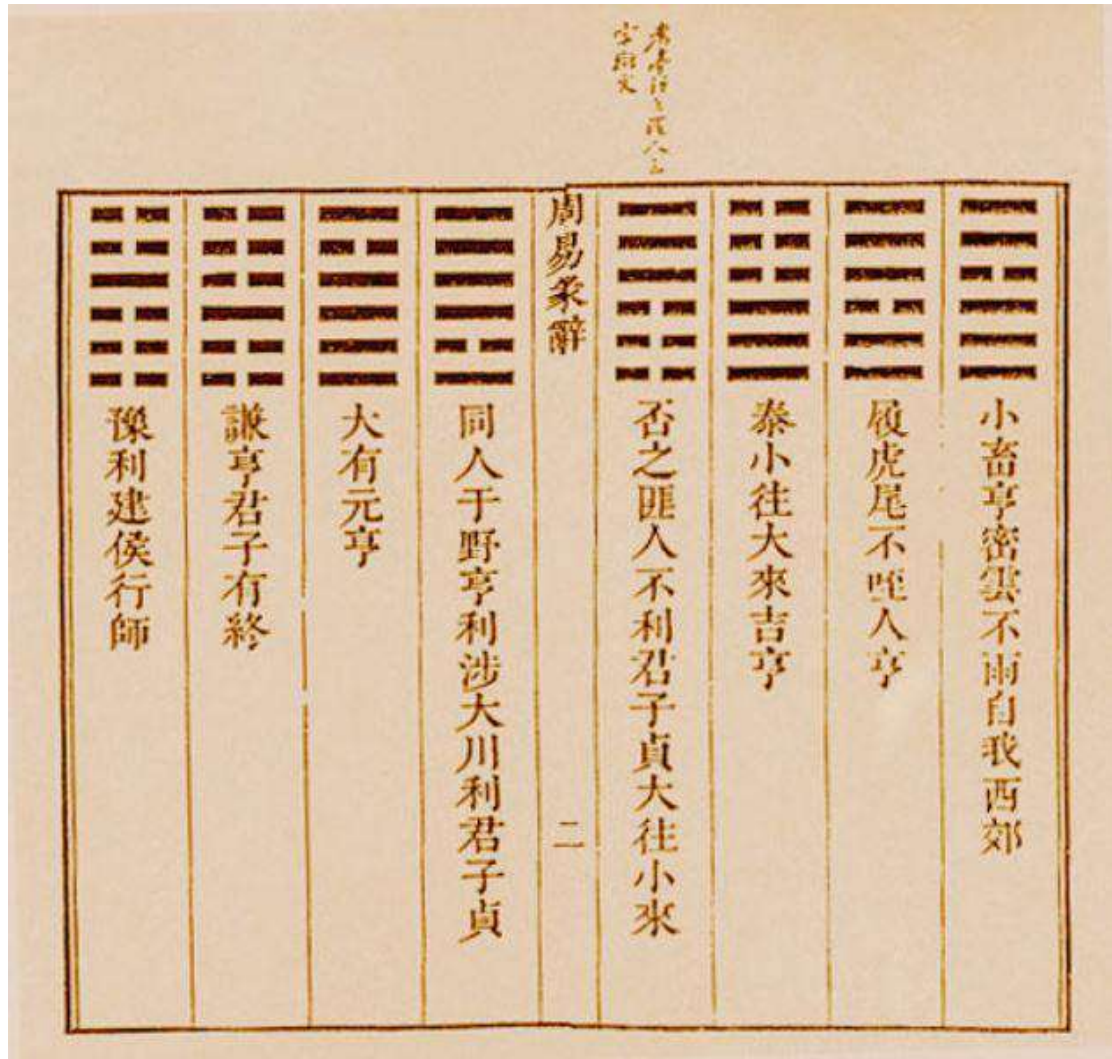 小畜亨密雲不雨自我西郊
履虎尾不咥人亨
泰小往大來吉亨
否之匪人不利君子貞大往小來
周易彖辭
二
同人于野亨利涉大川利君子貞
大有元亨
謙亨君子有終
豫利建侯行師